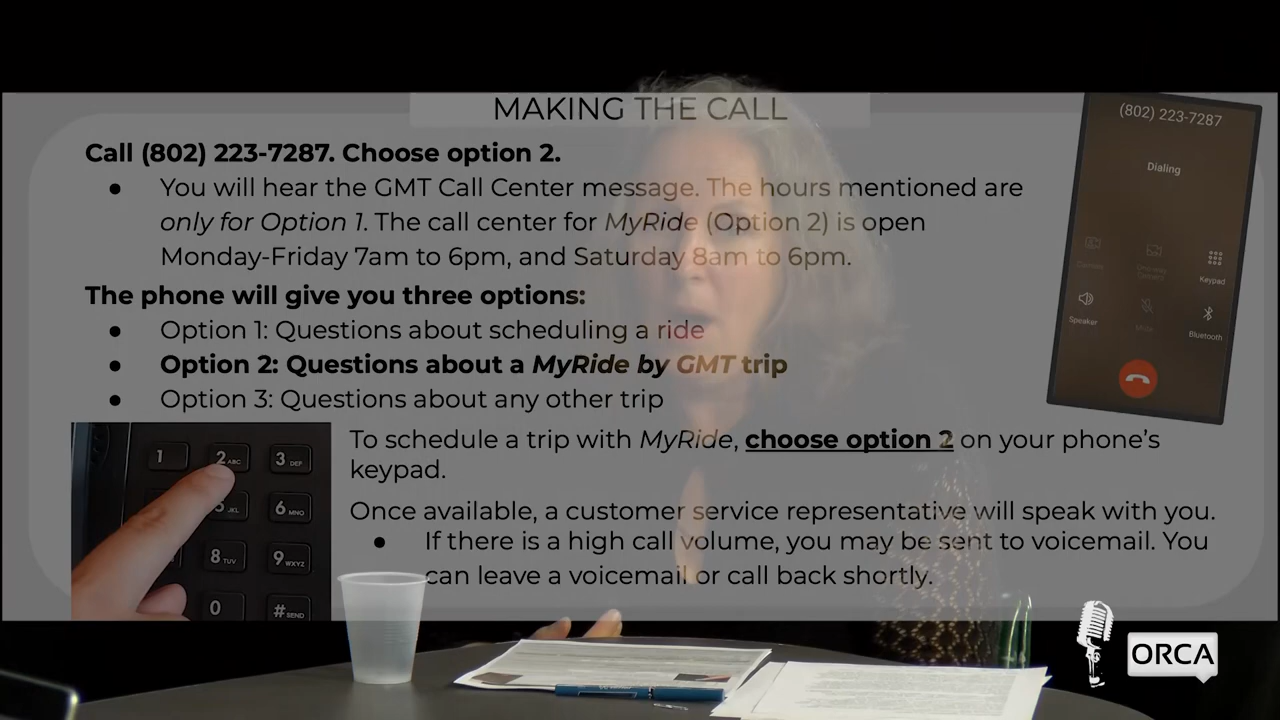 MAKING THE CALL
(802) 223-7287
Call (802) 223-7287. Choose option 2.
Dialing
● You will hear the GMT Call Center message. The hours mentioned are
only for Option 1. The call center for MyRide (Option 2) is open
Monday-Friday 7am to 6pm, and Saturday 8am to 6pm.
Keypad
The phone will give you three options:
Speaker
Bluetooth
● Option 1: Questions about scheduling a ride
● Option 2: Questions about a MyRide by GMT trip
● Option 3: Questions about any other trip
To schedule a trip with MyRide, choose option 2 on your phone's
keypad.
1 2 ABC 3 DEF
JKL 6 MNO
8 TUV 9 WXYZ
0 # SEND
Once available, a customer service representative will speak with you.
● If there is a high call volume, you may be sent to voicemail. You
can leave a voicemail or call back shortly.
ORCA